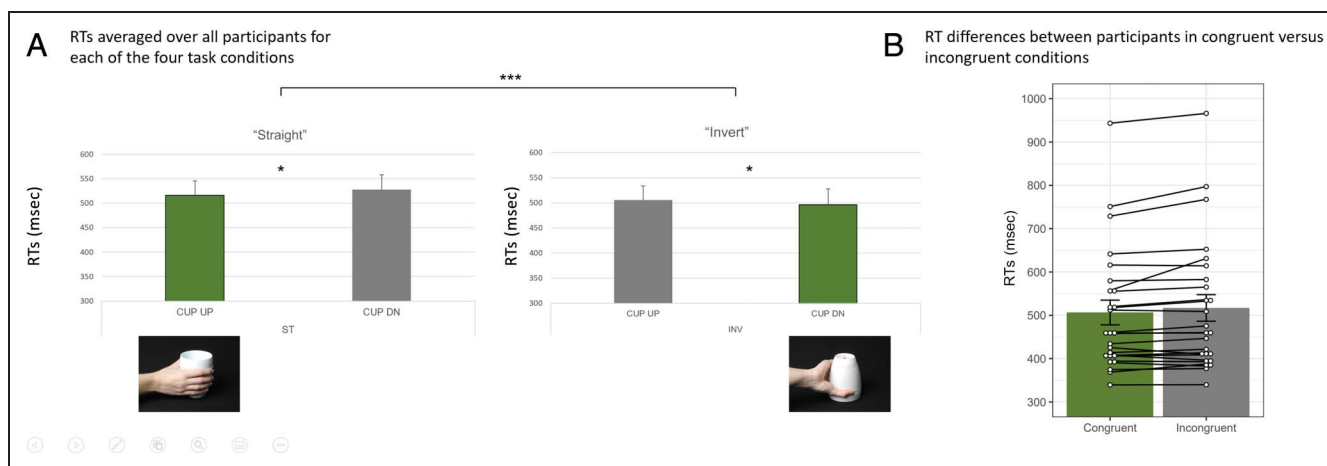 A
RTs averaged over all participants for
each of the four task conditions
***
"Straight"
RTs (msec)
600
550
500
450
400
350
300
*
CUP UP
CUP DN
ST
"Invert"
RTs (msec)
600
550
500
450
400
350
300
*
CUP UP
CUP DN
INV
B
RT differences between participants in congruent versus
incongruent conditions
RTs (msec)
1000
900
800
700
600
500
400
300
Congruent
Incongruent